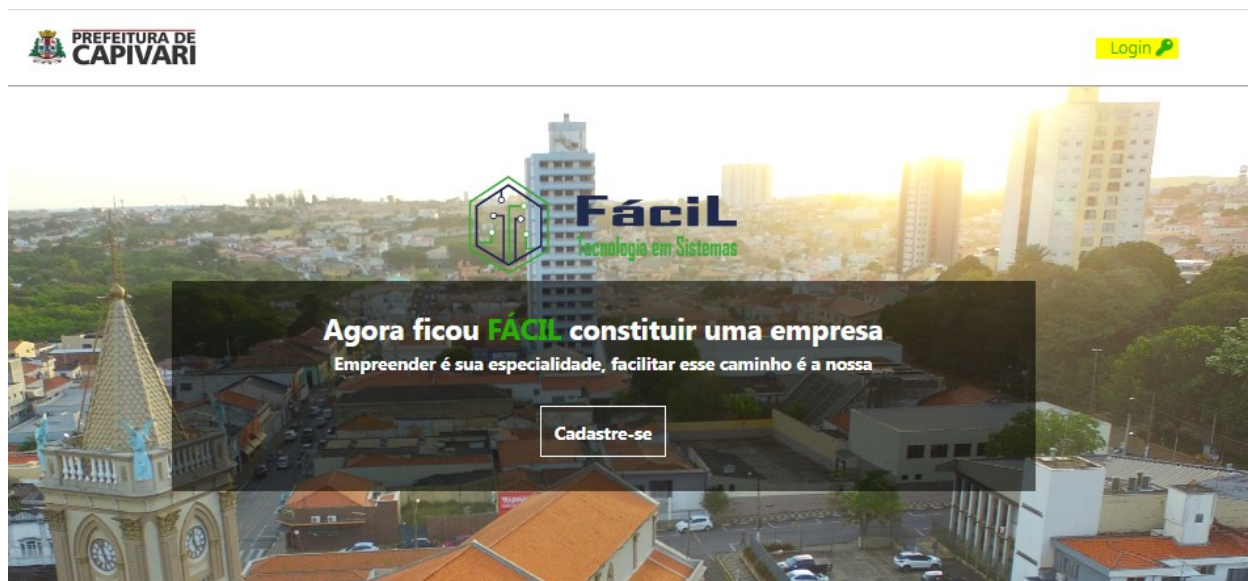 PREFEITURA DE
CAPIVARI
Login
FáciL
Tecnologia em Sistemas
Agora ficou FÁCIL constituir uma empresa
Empreender é sua especialidade, facilitar esse caminho é a nossa
Cadastre-se